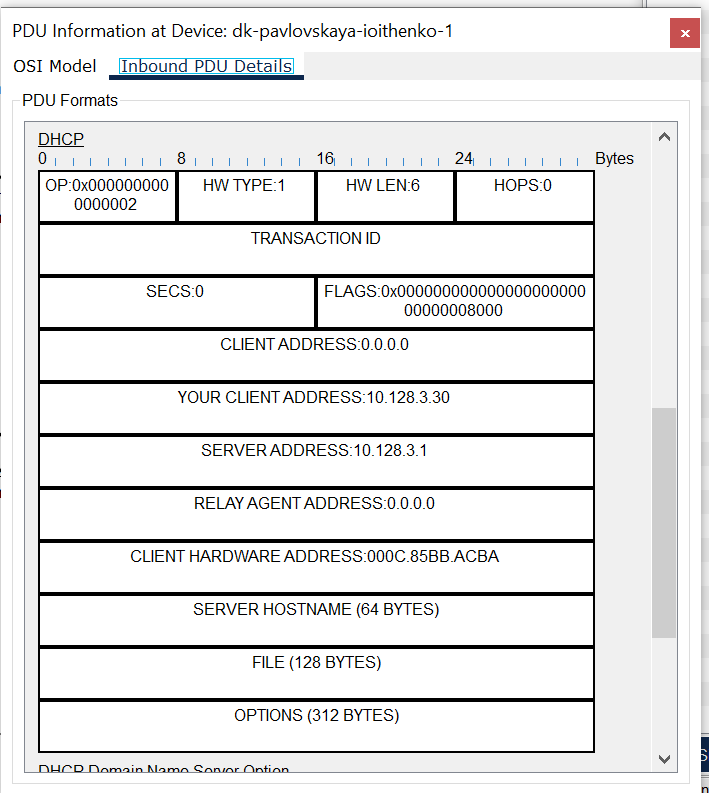 PDU Information at Device: dk-pavlovskaya-ioithenko-1
×
OSI Model Inbound PDU Details
PDU Formats
DHCP
0 8 16 24 Bytes
OP:0x000000000
0000002
HW TYPE:1
HW LEN:6
HOPS:0
TRANSACTION ID
SECS:0
FLAGS:0x0000000000000000000000
00000008000
CLIENT ADDRESS:0.0.0.0
YOUR CLIENT ADDRESS:10.128.3.30
SERVER ADDRESS:10.128.3.1
RELAY AGENT ADDRESS:0.0.0.0
CLIENT HARDWARE ADDRESS:000C.85BB.ACBA
SERVER HOSTNAME (64 BYTES)
FILE (128 BYTES)
OPTIONS (312 BYTES)
DHCP Domain Name Server Option